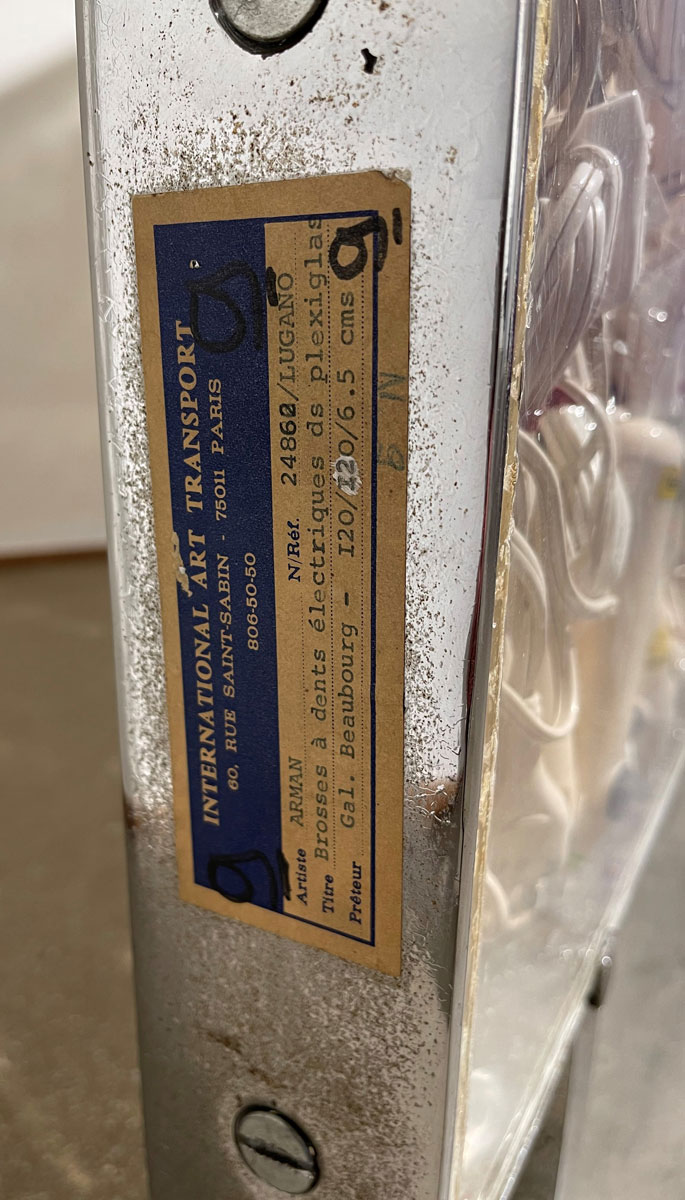 INTERNATIONAL ART TRANSPORT
60, RUE SAINT-SABIN - 75011 PARIS
806-50-50
N/Réf. 24862/LUGANO
Artiste ARMAN
Titre Brosses à dents électriques ds plexiglas
Prêteur Gal. Beaubourg - I20/I20/6.5 cms
g
g
g